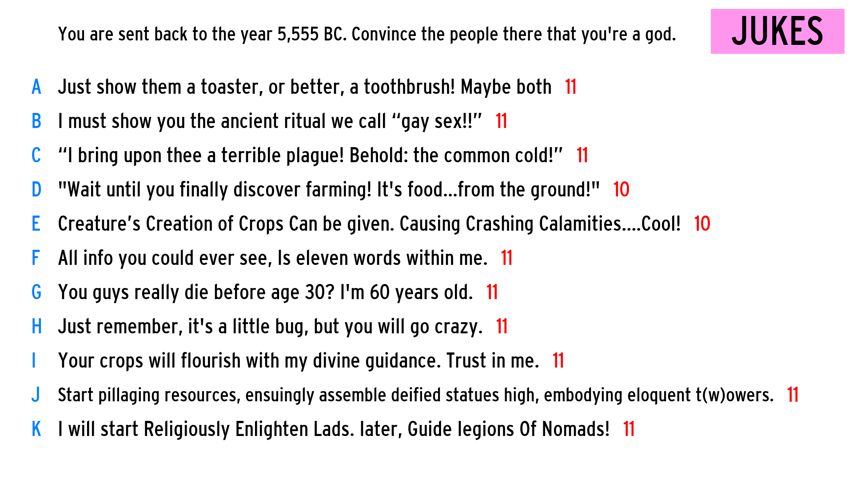 You are sent back to the year 5,555 BC. Convince the people there that you're a god.
JUKES
A Just show them a toaster, or better, a toothbrush! Maybe both 11
B I must show you the ancient ritual we call “gay sex!!” 11
C “I bring upon thee a terrible plague! Behold: the common cold!” 11
D "Wait until you finally discover farming! It's food...from the ground!" 10
E Creature’s Creation of Crops Can be given. Causing Crashing Calamities....Cool! 10
F All info you could ever see, Is eleven words within me. 11
G You guys really die before age 30? I'm 60 years old. 11
H Just remember, it's a little bug, but you will go crazy. 11
I Your crops will flourish with my divine guidance. Trust in me. 11
J Start pillaging resources, ensuingly assemble deified statues high, embodying eloquent t(w)owers. 11
K I will start Religiously Enlighten Lads. later, Guide legions Of Nomads! 11